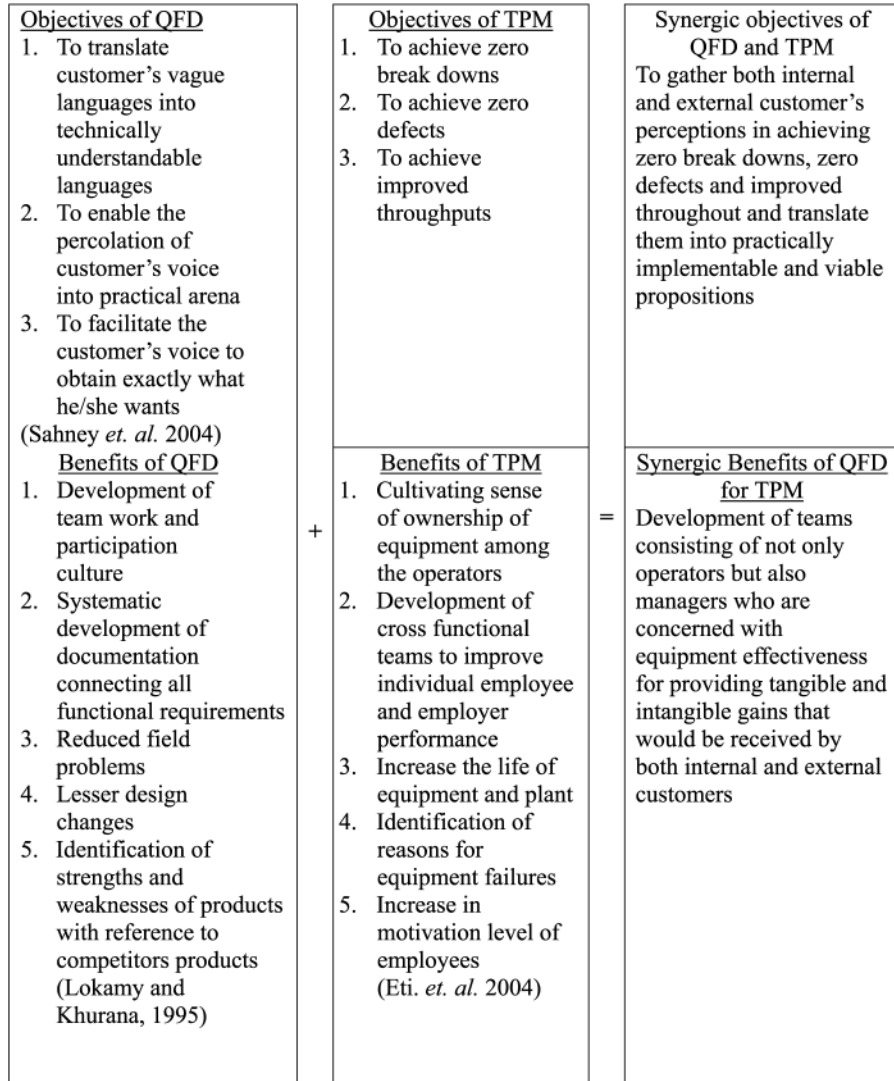 Objectives of QFD
1. To translate
customer’s vague
languages into
technically
understandable
languages
2. To enable the
percolation of
customer’s voice
into practical arena
3. To facilitate the
customer’s voice to
obtain exactly what
he/she wants
(Sahney et. al. 2004)
Benefits of QFD
1. Development of
team work and
participation
culture
2. Systematic
development of
documentation
connecting all
functional requirements
3. Reduced field
problems
4. Lesser design
changes
5. Identification of
strengths and
weaknesses of products
with reference to
competitors products
(Lokamy and
Khurana, 1995)
+
Objectives of TPM
1. To achieve zero
break downs
2. To achieve zero
defects
3. To achieve
improved
throughputs
Benefits of TPM
1. Cultivating sense
of ownership of
equipment among
the operators
2. Development of
cross functional
teams to improve
individual employee
and employer
performance
3. Increase the life of
equipment and plant
4. Identification of
reasons for
equipment failures
5. Increase in
motivation level of
employees
(Eti. et. al. 2004)
=
Synergic objectives of
QFD and TPM
To gather both internal
and external customer’s
perceptions in achieving
zero break downs, zero
defects and improved
throughout and translate
them into practically
implementable and viable
propositions
Synergic Benefits of QFD
for TPM
Development of teams
consisting of not only
operators but also
managers who are
concerned with
equipment effectiveness
for providing tangible and
intangible gains that
would be received by
both internal and external
customers